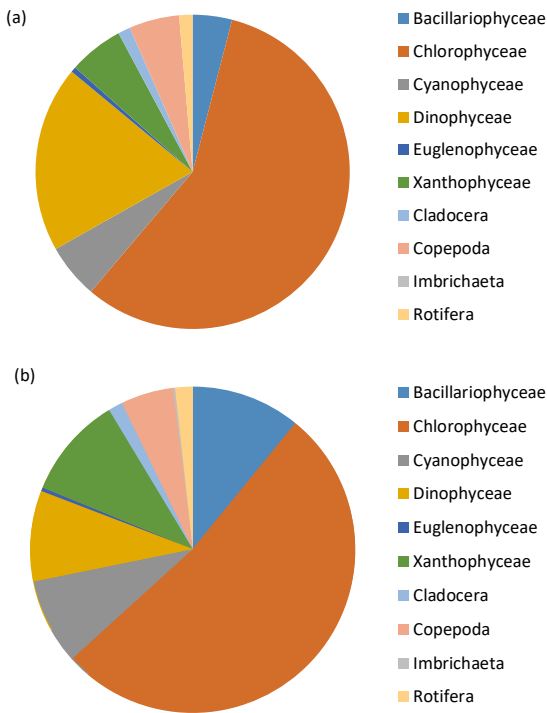 (a)
Bacillariophyceae
Chlorophyceae
Cyanophyceae
Dinophyceae
Euglenophyceae
Xanthophyceae
Cladocera
Copepoda
Imbrichaeta
Rotifera
(b)
Bacillariophyceae
Chlorophyceae
Cyanophyceae
Dinophyceae
Euglenophyceae
Xanthophyceae
Cladocera
Copepoda
Imbrichaeta
Rotifera